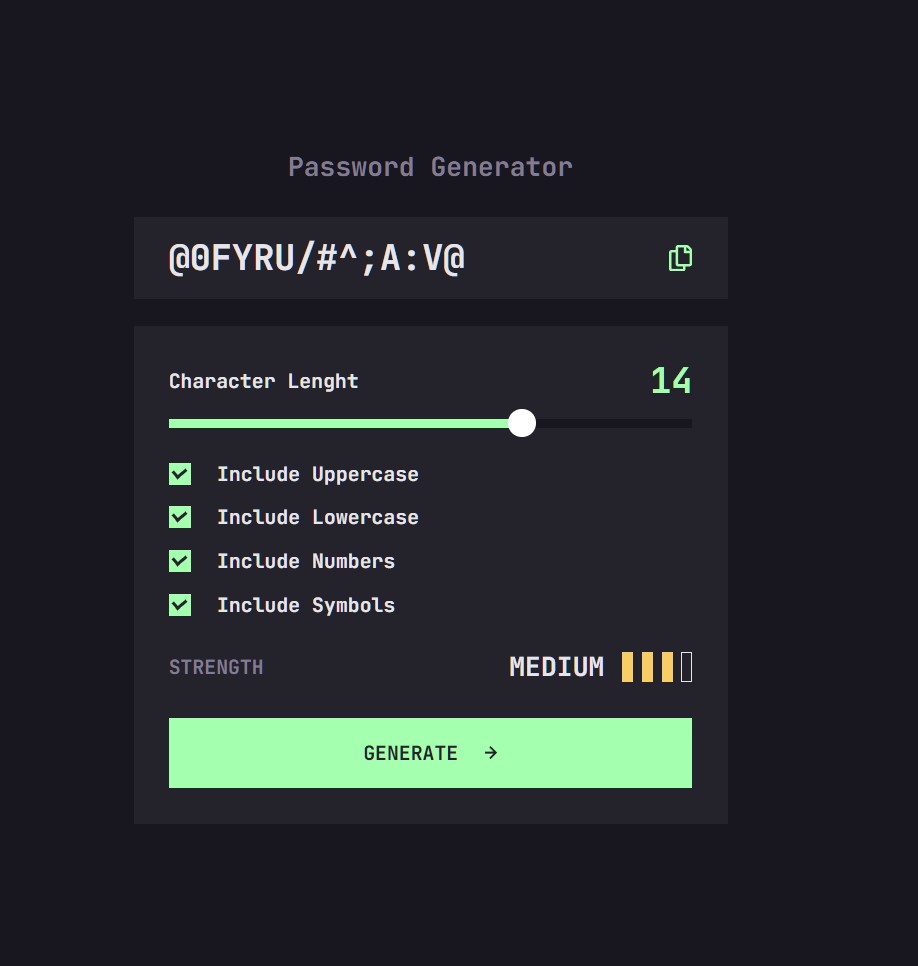 Password Generator
@0FYRU/#^;A:V@
Character Lenght
14
Include Uppercase
Include Lowercase
Include Numbers
Include Symbols
STRENGTH
MEDIUM
GENERATE →